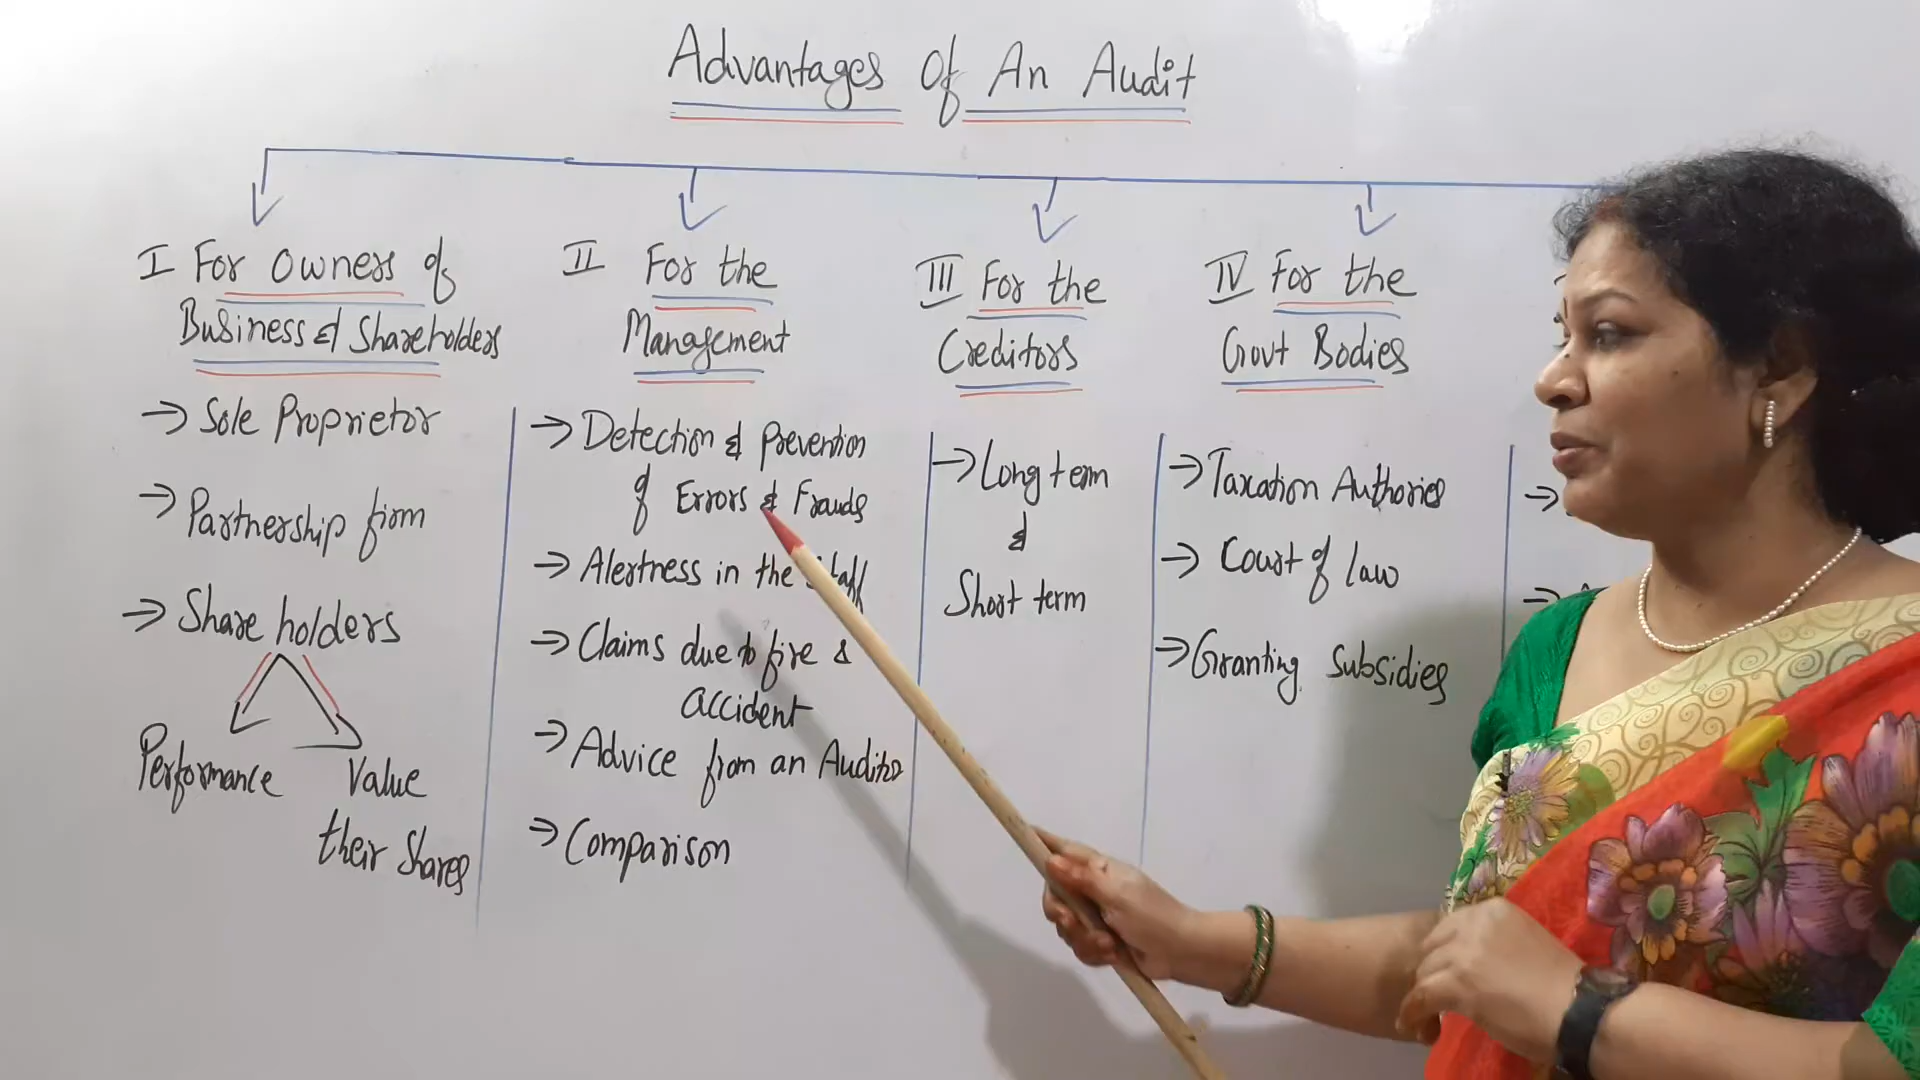 Advantages Of An Audit
I For Owners of
Business & Shareholders
→ Sole Proprietor
→ Partnership firm
→ Share holders
Performance
Value
their Shares
II For the
Management
→ Detection & Prevention
of Errors & Frauds
→ Alertness in the Staff
→ Claims due to fire &
accident
→ Advice from an Auditor
→ Comparison
III For the
Creditors
→ Long term
&
Short term
IV For the
Govt Bodies
→ Taxation Authories
→ Court of law
→ Granting Subsidies